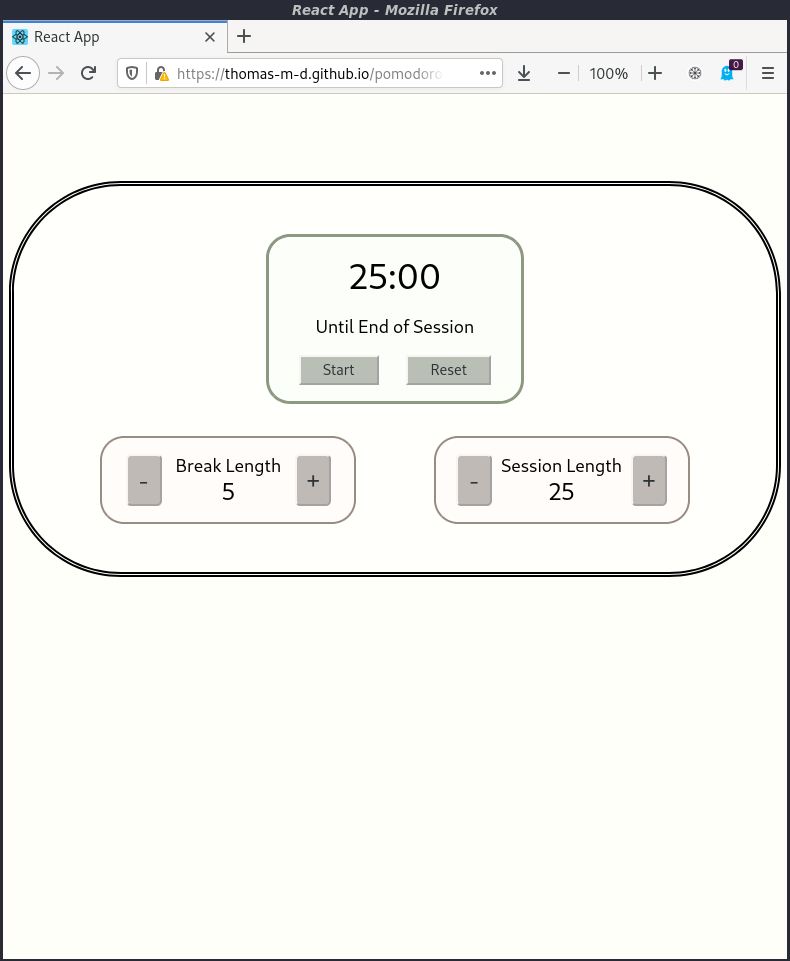 React App - Mozilla Firefox
React App
https://thomas-m-d.github.io/pomodoro
100%
0
25:00
Until End of Session
Start Reset
- Break Length +
5
- Session Length +
25